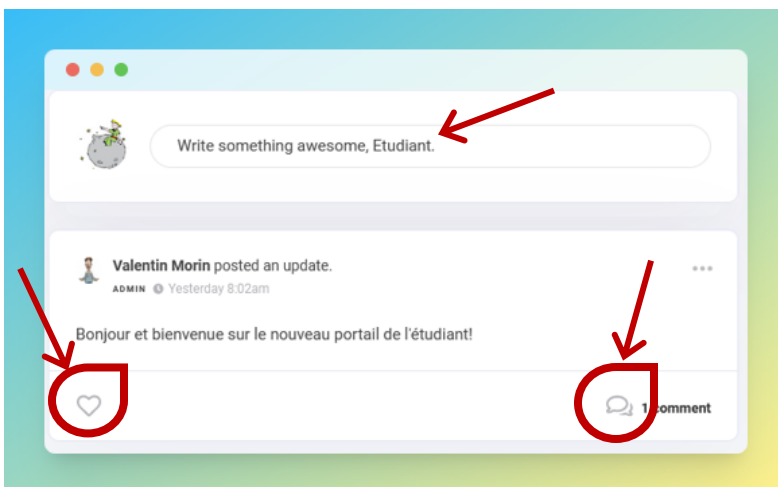 Write something awesome, Etudiant.
Valentin Morin posted an update.
ADMIN Yesterday 8:02am
Bonjour et bienvenue sur le nouveau portail de l'étudiant!
1 comment